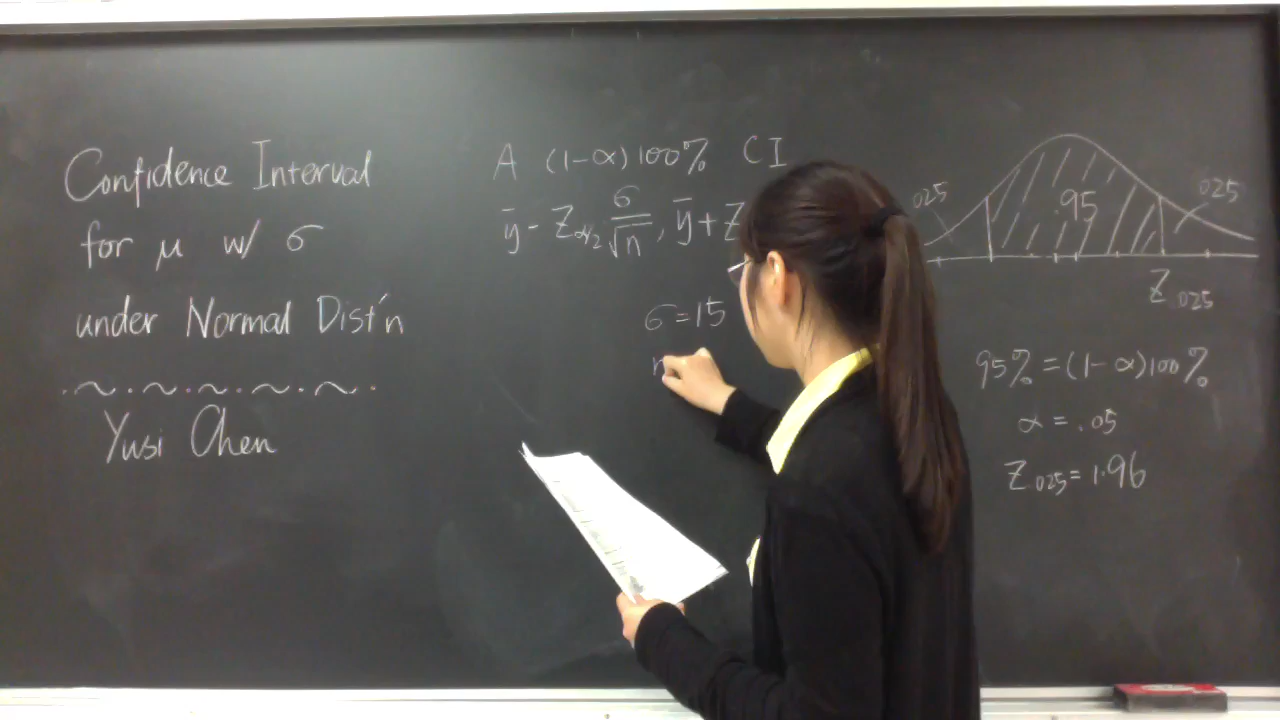 Confidence Interval
for μ w/ σ
under Normal Dist'n
Yusi Chen
A (1-α)100% CI
ȳ - Z α/2 σ/√n, ȳ + Z
σ=15
n
.025
.95
.025
Z .025
95% = (1-α)100%
α = .05
Z .025 = 1.96